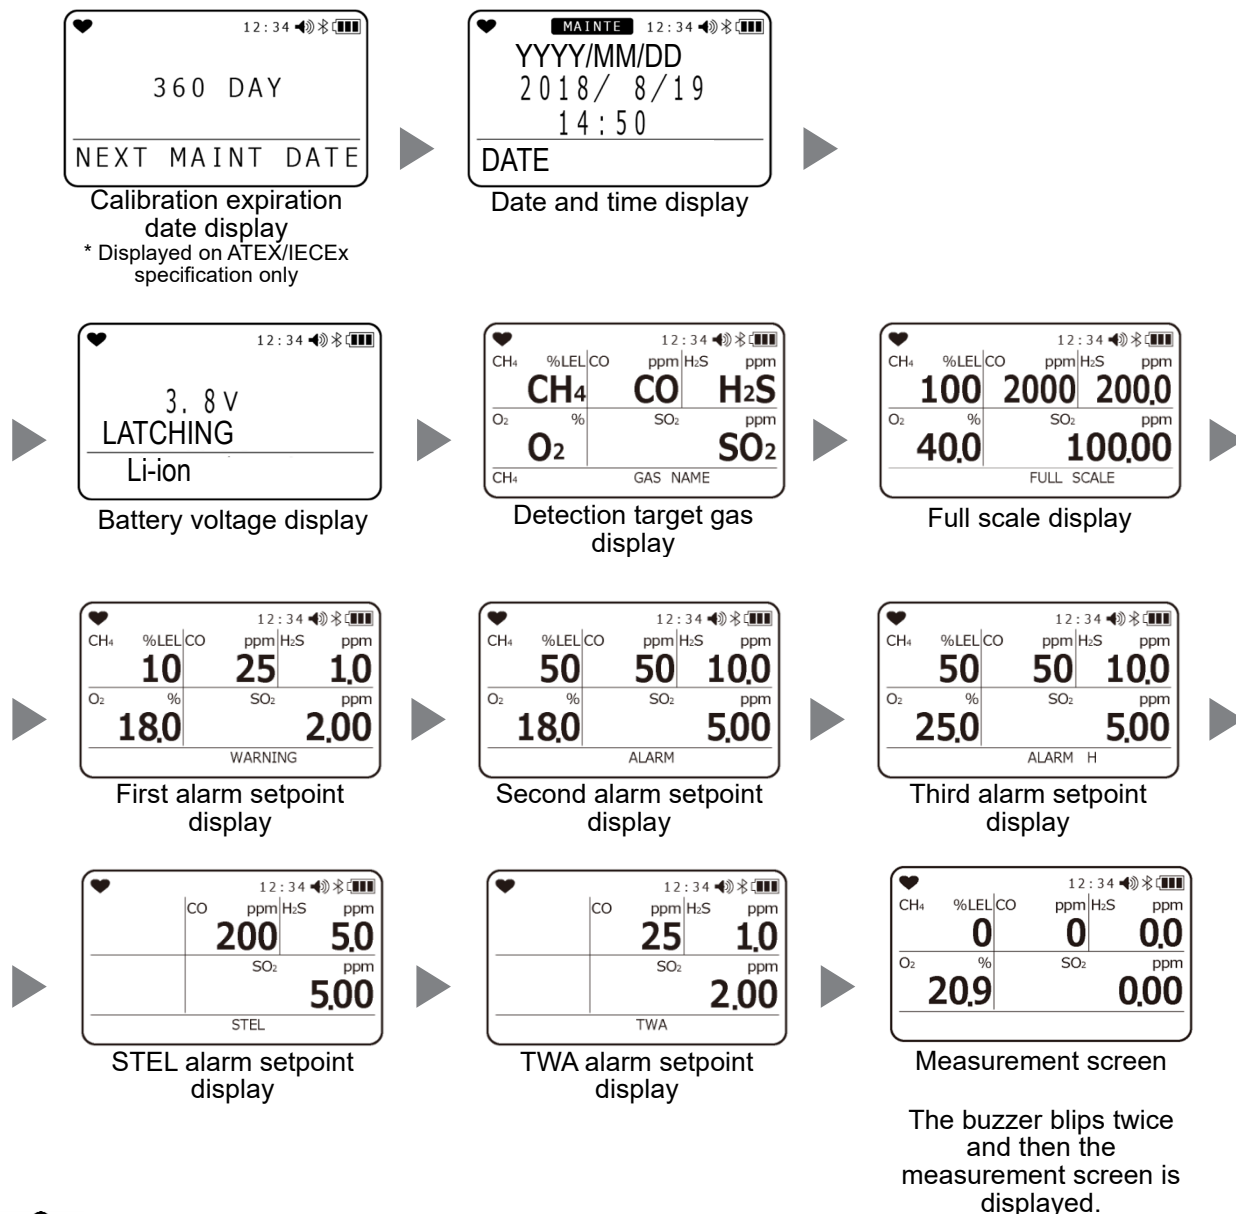 12:34
360 DAY
NEXT MAINT DATE
Calibration expiration
date display
* Displayed on ATEX/IECEx
specification only
MAINTE 12:34
YYYY/MM/DD
2018/ 8/19
14:50
DATE
Date and time display
12:34
3.8V
LATCHING
Li-ion
Battery voltage display
12:34
CH₄ %LEL CO ppm H₂S ppm
CH₄ CO H₂S
O₂ % SO₂ ppm
O₂ SO₂
CH₄ GAS NAME
Detection target gas
display
12:34
CH₄ %LEL CO ppm H₂S ppm
100 2000 200.0
O₂ % SO₂ ppm
40.0 100.00
FULL SCALE
Full scale display
12:34
CH₄ %LEL CO ppm H₂S ppm
10 25 1.0
O₂ % SO₂ ppm
18.0 2.00
WARNING
First alarm setpoint
display
12:34
CH₄ %LEL CO ppm H₂S ppm
50 50 10.0
O₂ % SO₂ ppm
18.0 5.00
ALARM
Second alarm setpoint
display
12:34
CH₄ %LEL CO ppm H₂S ppm
50 50 10.0
O₂ % SO₂ ppm
25.0 5.00
ALARM H
Third alarm setpoint
display
12:34
CO ppm H₂S ppm
200 5.0
SO₂ ppm
5.00
STEL
STEL alarm setpoint
display
12:34
CO ppm H₂S ppm
25 1.0
SO₂ ppm
2.00
TWA
TWA alarm setpoint
display
12:34
CH₄ %LEL CO ppm H₂S ppm
0 0 0.0
O₂ % SO₂ ppm
20.9 0.00
Measurement screen
The buzzer blips twice
and then the
measurement screen is
displayed.